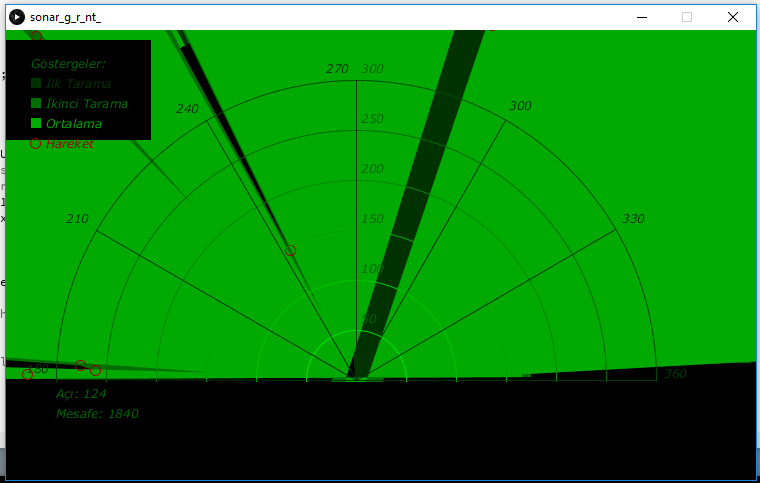 sonar_g_r_nt_
Göstergeler:
İlk Tarama
İkinci Tarama
Ortalama
Hareket
270
300
240
300
250
200
210
330
150
100
50
180
360
Açı: 124
Mesafe: 1840